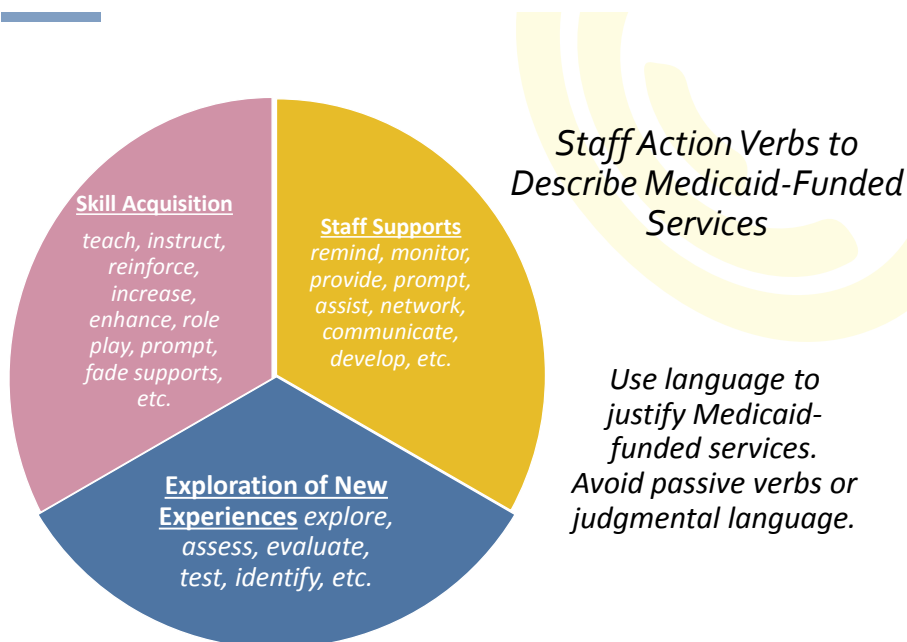 Staff Action Verbs to
Describe Medicaid-Funded
Services
Skill Acquisition
teach, instruct,
reinforce,
increase,
enhance, role
play, prompt,
fade supports,
etc.
Staff Supports
remind, monitor,
provide, prompt,
assist, network,
communicate,
develop, etc.
Exploration of New
Experiences explore,
assess, evaluate,
test, identify, etc.
Use language to
justify Medicaid-
funded services.
Avoid passive verbs or
judgmental language.